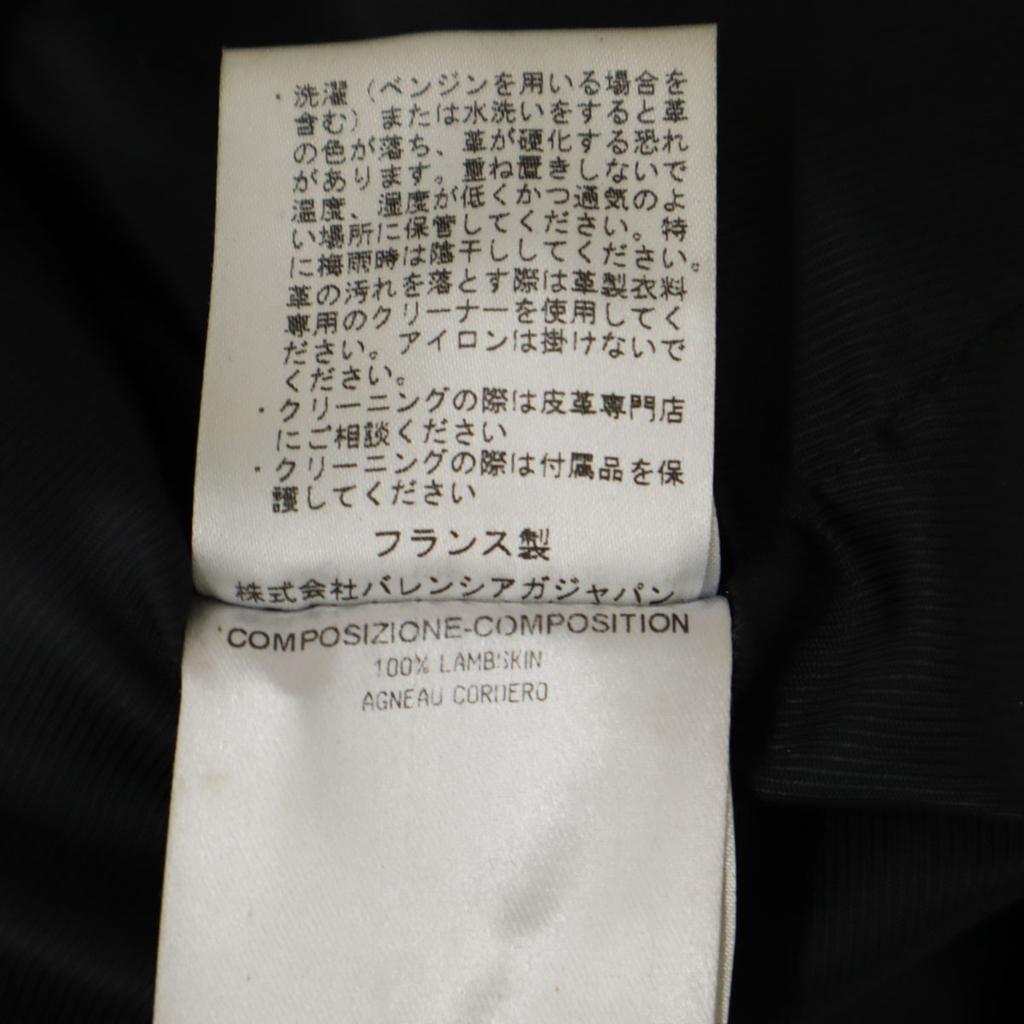 ・洗濯（ベンジンを用いる場合を
含む）または水洗いをすると革
の色が落ち、革が硬化する恐れ
があります。重ね置きしないで
温度、湿度が低くかつ通気のよ
い場所に保管してください。特
に梅雨時は陰干ししてください。
革の汚れを落とす際は革製衣料
専用のクリーナーを使用してく
ださい。アイロンは掛けないで
ください。
・クリーニングの際は皮革専門店
にご相談ください
・クリーニングの際は付属品を保
護してください
フランス製
株式会社バレンシアガジャパン
COMPOSIZIONE-COMPOSITION
100% LAMBSKIN
AGNEAU CORDERO